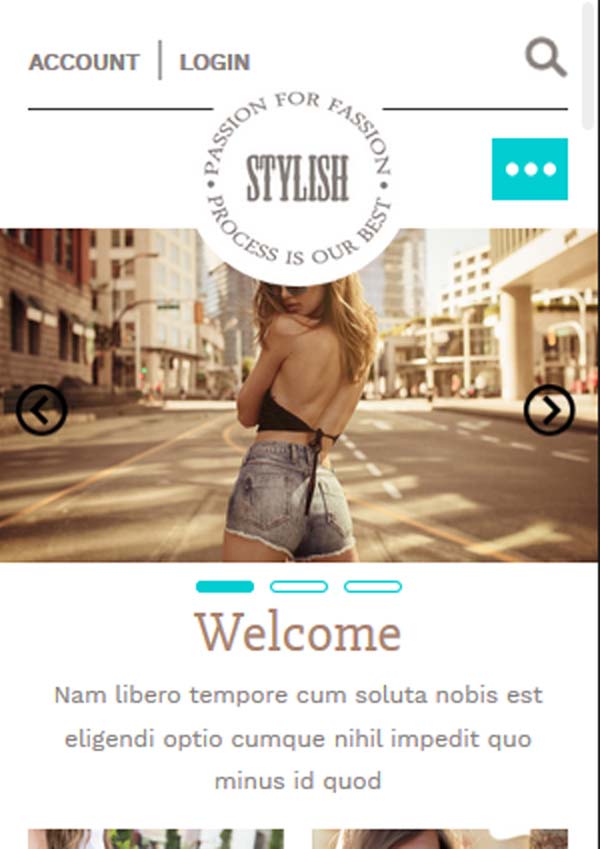 ACCOUNT
LOGIN
PASSION FOR FASSION
STYLISH
PROCESS IS OUR BEST
Welcome
Nam libero tempore cum soluta nobis est
eligendi optio cumque nihil impedit quo
minus id quod